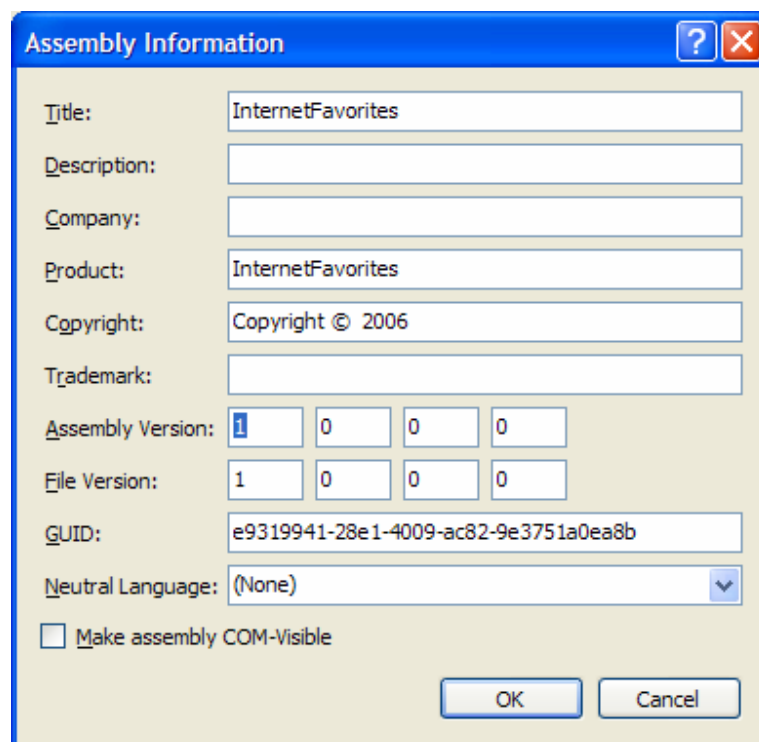 Assembly Information
Title: InternetFavorites
Description:
Company:
Product: InternetFavorites
Copyright: Copyright © 2006
Trademark:
Assembly Version: 1 0 0 0
File Version: 1 0 0 0
GUID: e9319941-28e1-4009-ac82-9e3751a0ea8b
Neutral Language: (None)
Make assembly COM-Visible
OK Cancel